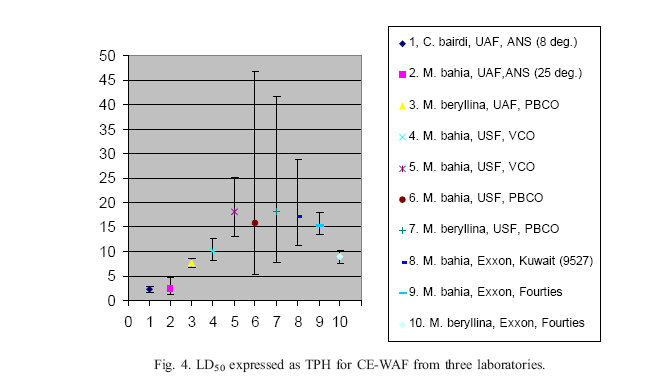 50
45
40
35
30
25
20
15
10
5
0
0 1 2 3 4 5 6 7 8 9 10
1, C. bairdi, UAF, ANS (8 deg.)
2. M. bahia, UAF,ANS (25 deg.)
3. M. beryllina, UAF, PBCO
4. M. bahia, USF, VCO
5. M. bahia, USF, VCO
6. M. bahia, USF, PBCO
7. M. beryllina, USF, PBCO
8. M. bahia, Exxon, Kuwait (9527)
9. M. bahia, Exxon, Fourties
10. M. beryllina, Exxon, Fourties
Fig. 4. LD50 expressed as TPH for CE-WAF from three laboratories.